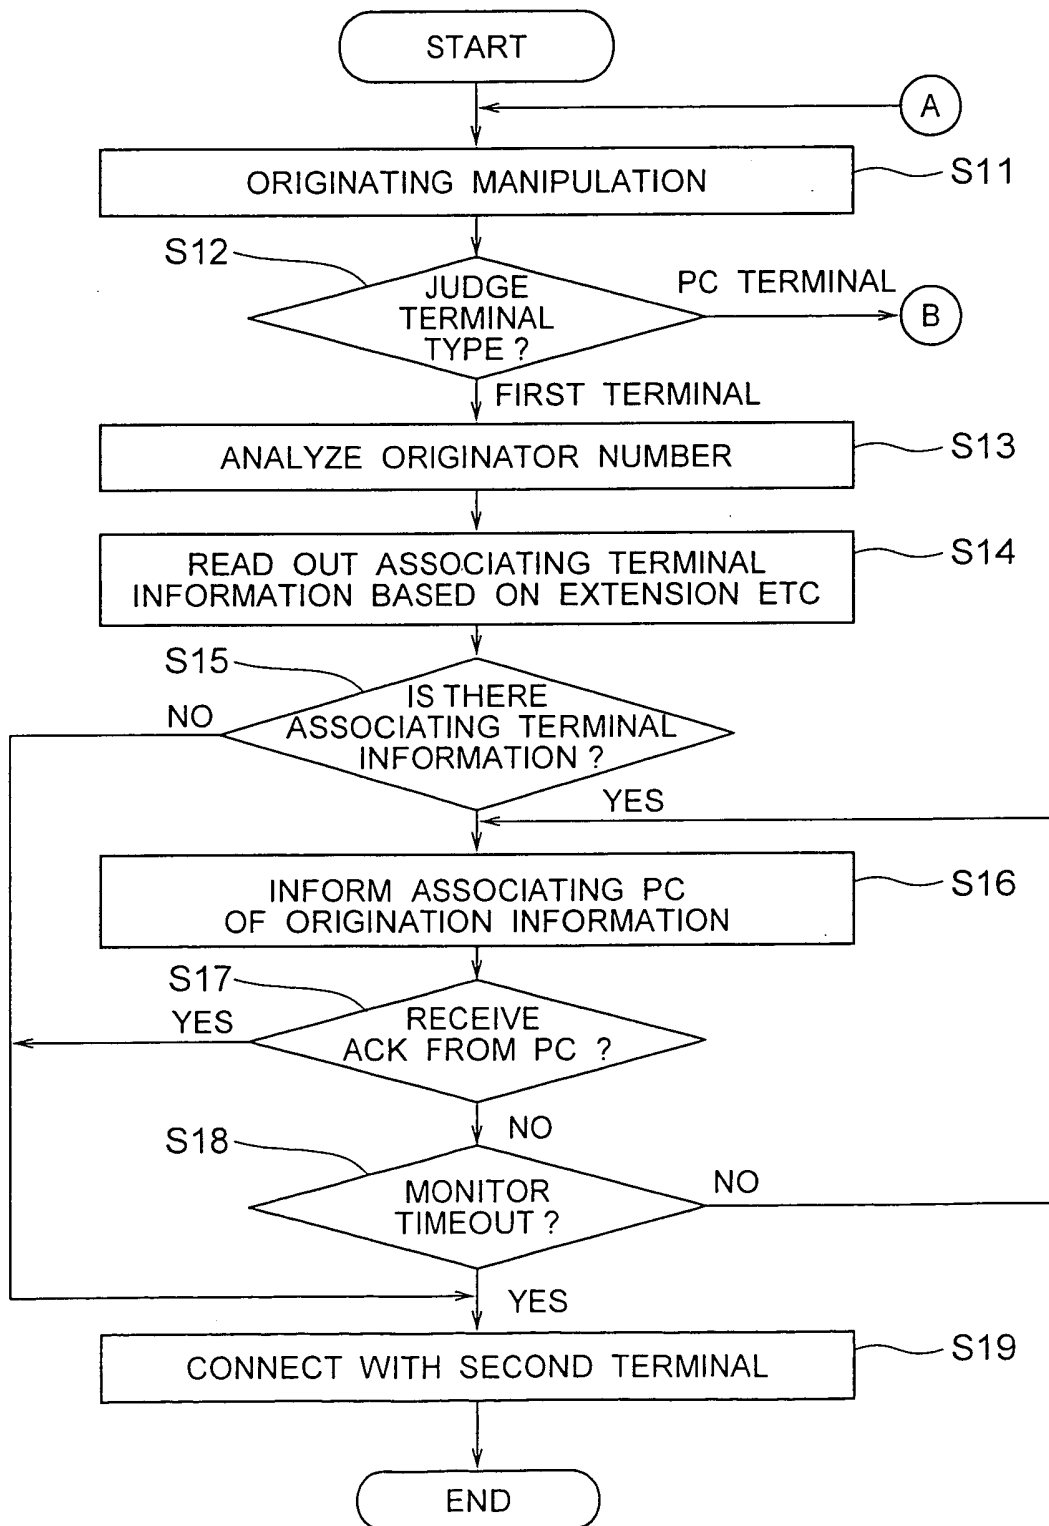 START
A
ORIGINATING MANIPULATION
S11
S12
JUDGE
TERMINAL
TYPE ?
PC TERMINAL
B
FIRST TERMINAL
ANALYZE ORIGINATOR NUMBER
S13
READ OUT ASSOCIATING TERMINAL
INFORMATION BASED ON EXTENSION ETC
S14
S15
IS THERE
ASSOCIATING TERMINAL
INFORMATION ?
NO
YES
INFORM ASSOCIATING PC
OF ORIGINATION INFORMATION
S16
S17
YES
RECEIVE
ACK FROM PC ?
NO
S18
MONITOR
TIMEOUT ?
NO
YES
CONNECT WITH SECOND TERMINAL
S19
END